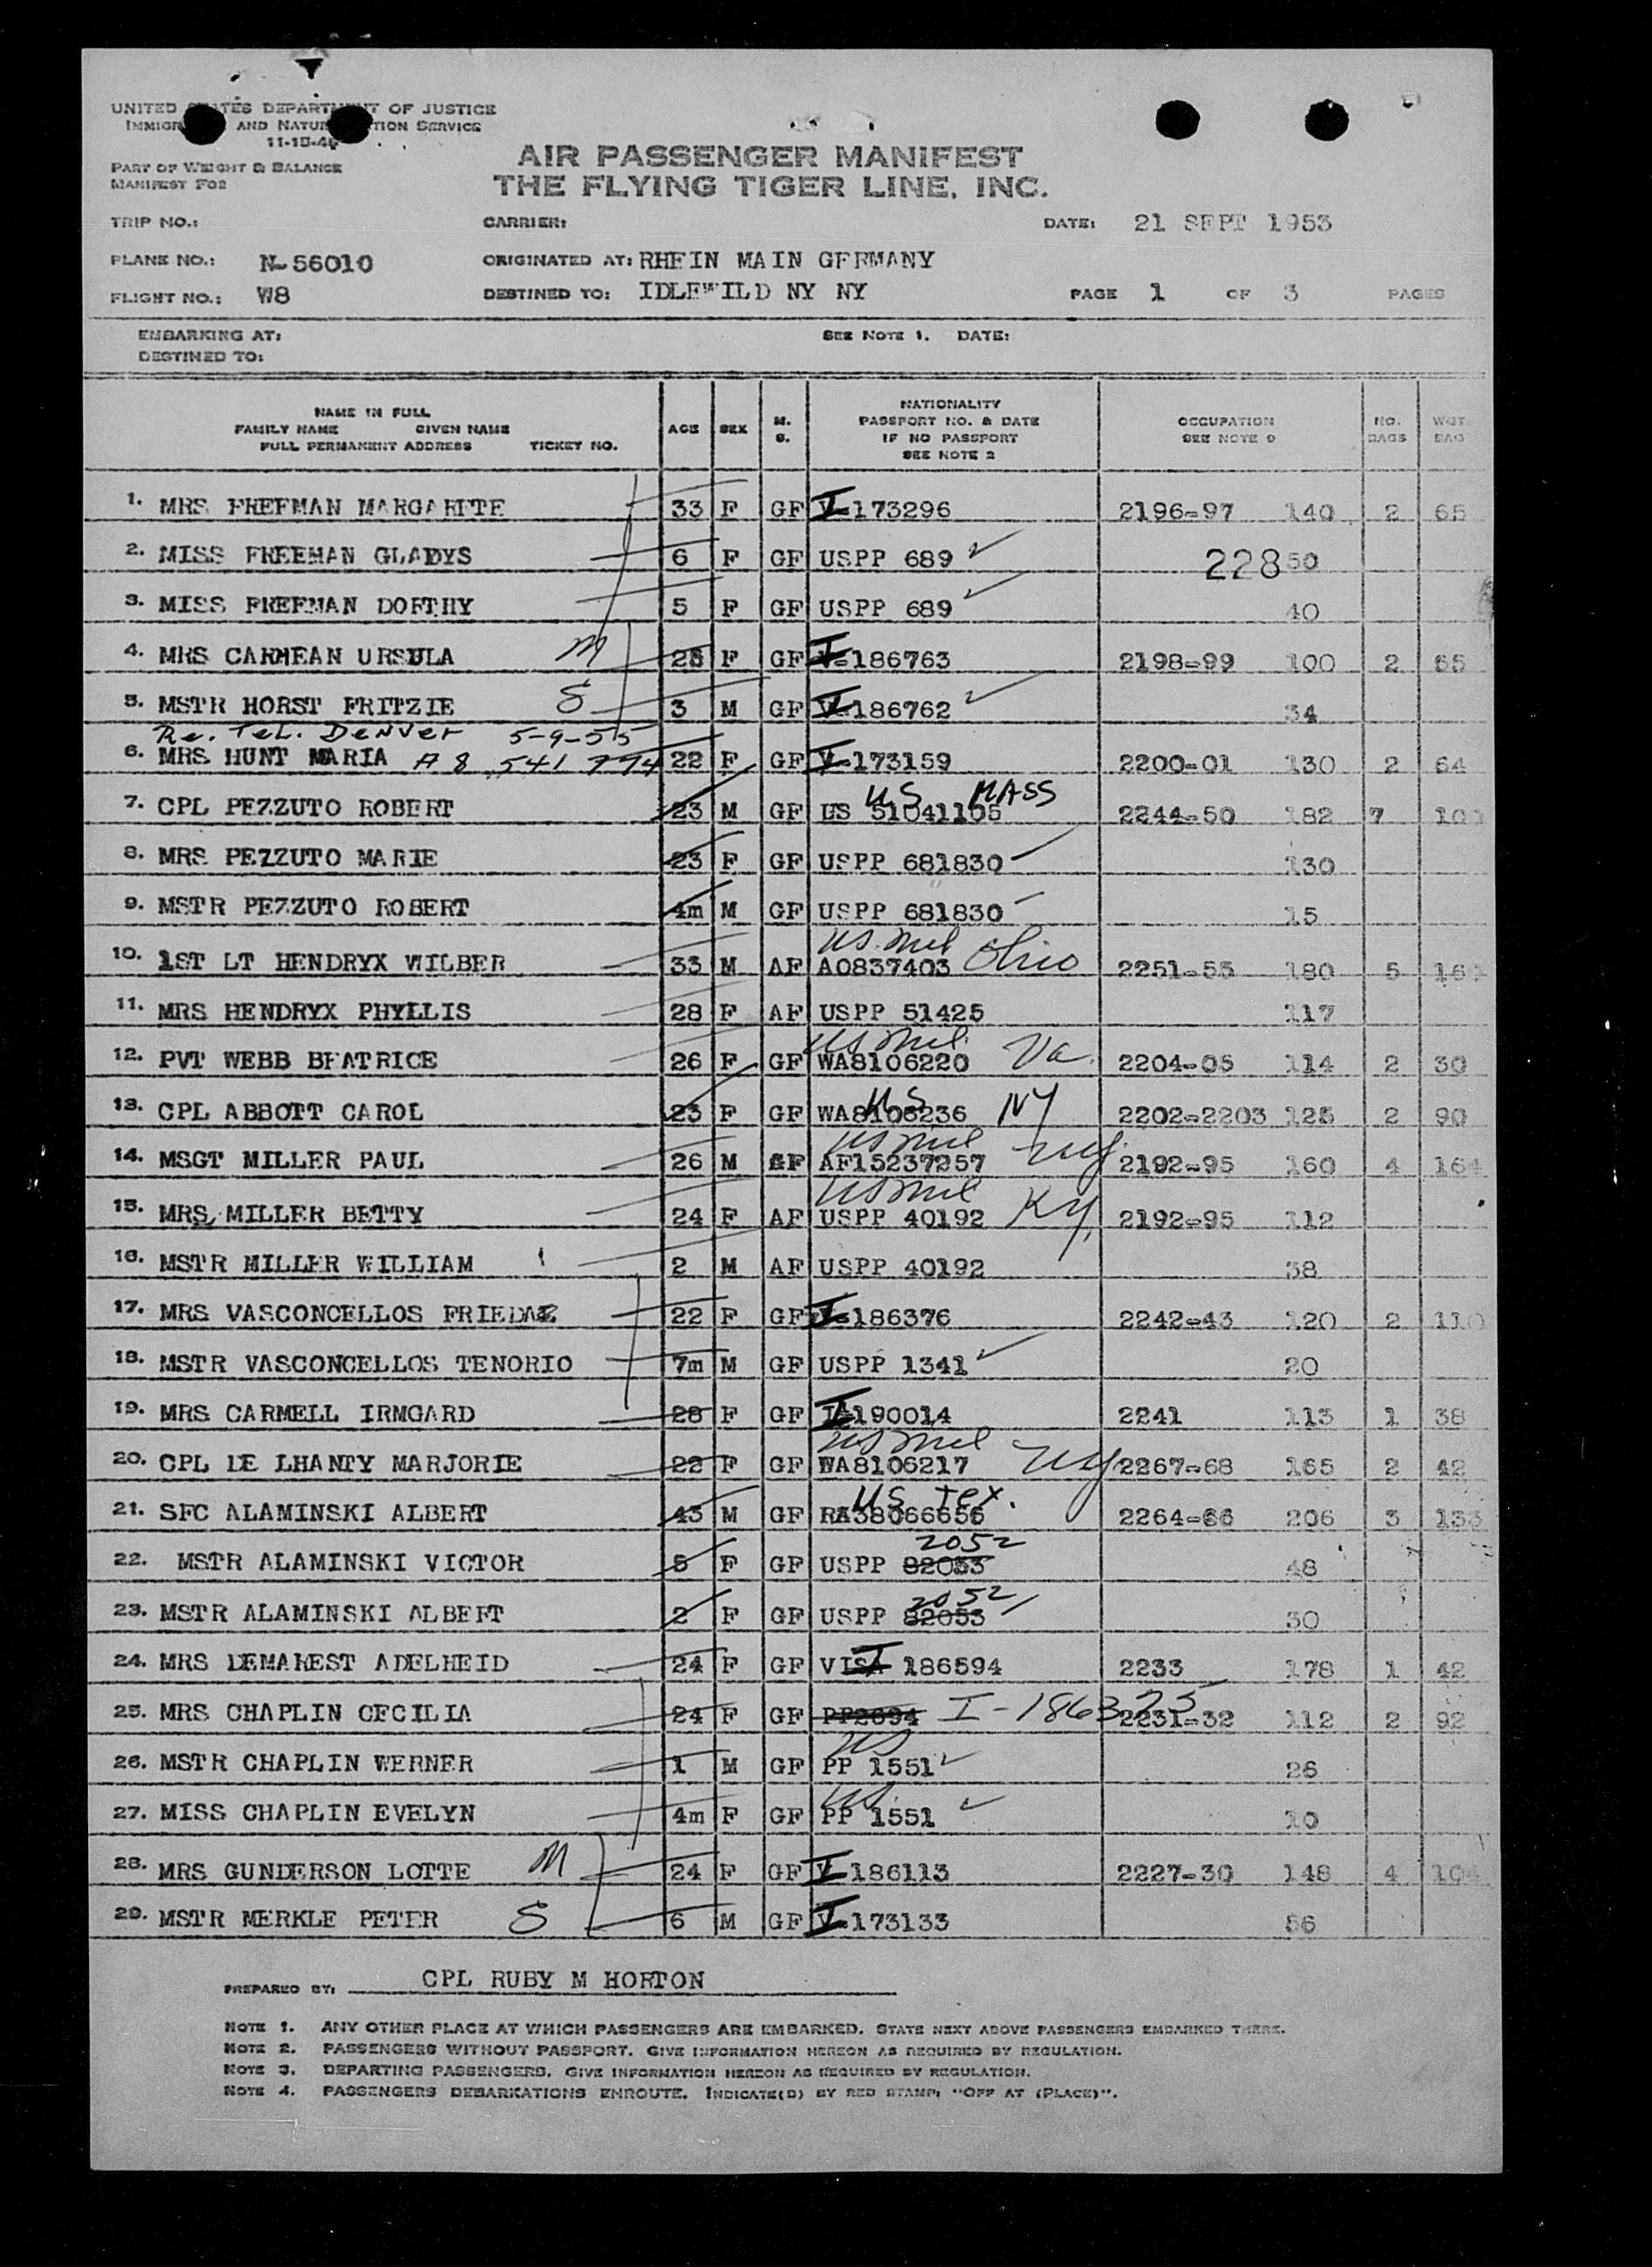 UNITED STATES DEPARTMENT OF JUSTICE
IMMIGR AND NATUR TION SERVICE
PART OF WEIGHT & BALANCE
MANIFEST FOR
AIR PASSENGER MANIFEST
THE FLYING TIGER LINE, INC.
TRIP NO.: CARRIER: DATE: 21 SEPT 1953
PLANE NO.: N-56010 ORIGINATED AT: RHEIN MAIN GERMANY
FLIGHT NO.: W8 DESTINED TO: IDLEWILD NY NY PAGE 1 OF 3 PAGES
EMBARKING AT: SEE NOTE 1. DATE:
DESTINED TO:
NAME IN FULL
FAMILY NAME GIVEN NAME
FULL PERMANENT ADDRESS TICKET NO.
AGE SEX M. S.
NATIONALITY
PASSPORT NO. & DATE
IF NO PASSPORT
SEE NOTE 2
OCCUPATION
SEE NOTE
NO. BAGS
WGT. BAG
1. MRS FREEMAN MARGARETE 33 F GF I-173296 2196-97 140 2 65
2. MISS FREEMAN GLADYS 6 F GF USPP 689 ✓ 228 50
3. MISS FREEMAN DORTHY 5 F GF USPP 689 ✓ 40
4. MRS CARMEAN URSULA M 28 F GF I-186763 2198-99 100 2 65
5. MSTR HORST FRITZIE S 3 M GF I-186762 ✓ 34
Re. Tel. Denver 5-9-55
6. MRS HUNT MARIA A8 541 774 22 F GF I-173159 2200-01 130 2 64
US MASS
7. CPL PEZZUTO ROBERT 23 M GF US 51041105 2244-50 182 7
8. MRS PEZZUTO MARIE 23 F GF USPP 681830 130
9. MSTR PEZZUTO ROBERT 4m M GF USPP 681830 15
US mil Ohio
10. 1ST LT HENDRYX WILBER 33 M AF AO837403 2251-55 180 5
11. MRS HENDRYX PHYLLIS 28 F AF USPP 51425 117
US mil. Va.
12. PVT WEBB BEATRICE 26 F GF WA8106220 2204-05 114 2 30
US NY
13. CPL ABBOTT CAROL 23 F GF WA8106236 2202-2203 125 2 90
US mil
14. MSGT MILLER PAUL 26 M AF AF15237257 2192-95 160 4 164
US mil Ky.
15. MRS MILLER BETTY 24 F AF USPP 40192 2192-95 112
16. MSTR MILLER WILLIAM 2 M AF USPP 40192 38
17. MRS VASCONCELLOS FRIEDA 22 F GF I-186376 2242-43 120 2 110
18. MSTR VASCONCELLOS TENORIO 7m M GF USPP 1341 ✓ 20
19. MRS CARMELL IRMGARD 28 F GF I-190014 2241 113 1 38
US mil NY
20. CPL DE LHANTY MARJORIE 22 F GF WA8106217 2267-68 165 2 42
US Tex.
21. SFC ALAMINSKI ALBERT 43 M GF RA38066656 2264-66 206 3 133
2052
22. MSTR ALAMINSKI VICTOR 5 F GF USPP 82053 48
2052
23. MSTR ALAMINSKI ALBERT 2 F GF USPP 82053 30
24. MRS DEMAREST ADELHEID 24 F GF VISA I 186594 2233 178 1 42
25. MRS CHAPLIN CECILIA 24 F GF PP2694 I-186375 2231-32 112 2 92
US
26. MSTR CHAPLIN WERNER 1 M GF PP 1551 ✓ 26
US
27. MISS CHAPLIN EVELYN 4m F GF PP 1551 ✓ 10
28. MRS GUNDERSON LOTTE M 24 F GF I-186113 2227-30 148 4 104
29. MSTR MERKLE PETER S 6 M GF I-173133 56
PREPARED BY: CPL RUBY M HORTON
NOTE 1. ANY OTHER PLACE AT WHICH PASSENGERS ARE EMBARKED. STATE NEXT ABOVE PASSENGERS EMBARKED THERE.
NOTE 2. PASSENGERS WITHOUT PASSPORT. GIVE INFORMATION HEREON AS REQUIRED BY REGULATION.
NOTE 3. DEPARTING PASSENGERS. GIVE INFORMATION HEREON AS REQUIRED BY REGULATION.
NOTE 4. PASSENGERS DEBARKATIONS ENROUTE. INDICATE(D) BY RED STAMP: "OFF AT (PLACE)".